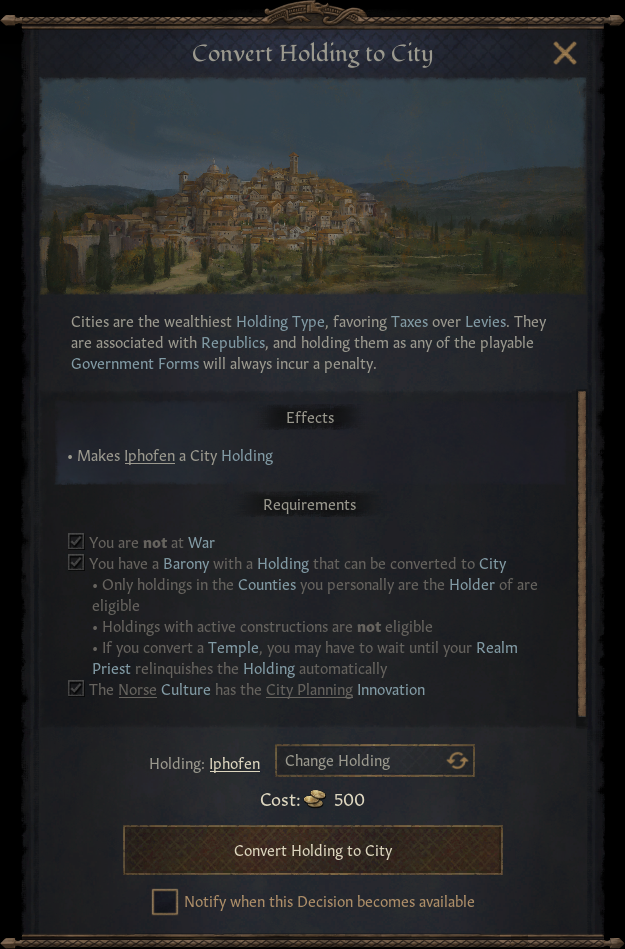 Convert Holding to City
Cities are the wealthiest Holding Type, favoring Taxes over Levies. They
are associated with Republics, and holding them as any of the playable
Government Forms will always incur a penalty.
Effects
• Makes Iphofen a City Holding
Requirements
You are not at War
You have a Barony with a Holding that can be converted to City
• Only holdings in the Counties you personally are the Holder of are
eligible
• Holdings with active constructions are not eligible
• If you convert a Temple, you may have to wait until your Realm
Priest relinquishes the Holding automatically
The Norse Culture has the City Planning Innovation
Holding: Iphofen Change Holding
Cost: 500
Convert Holding to City
Notify when this Decision becomes available